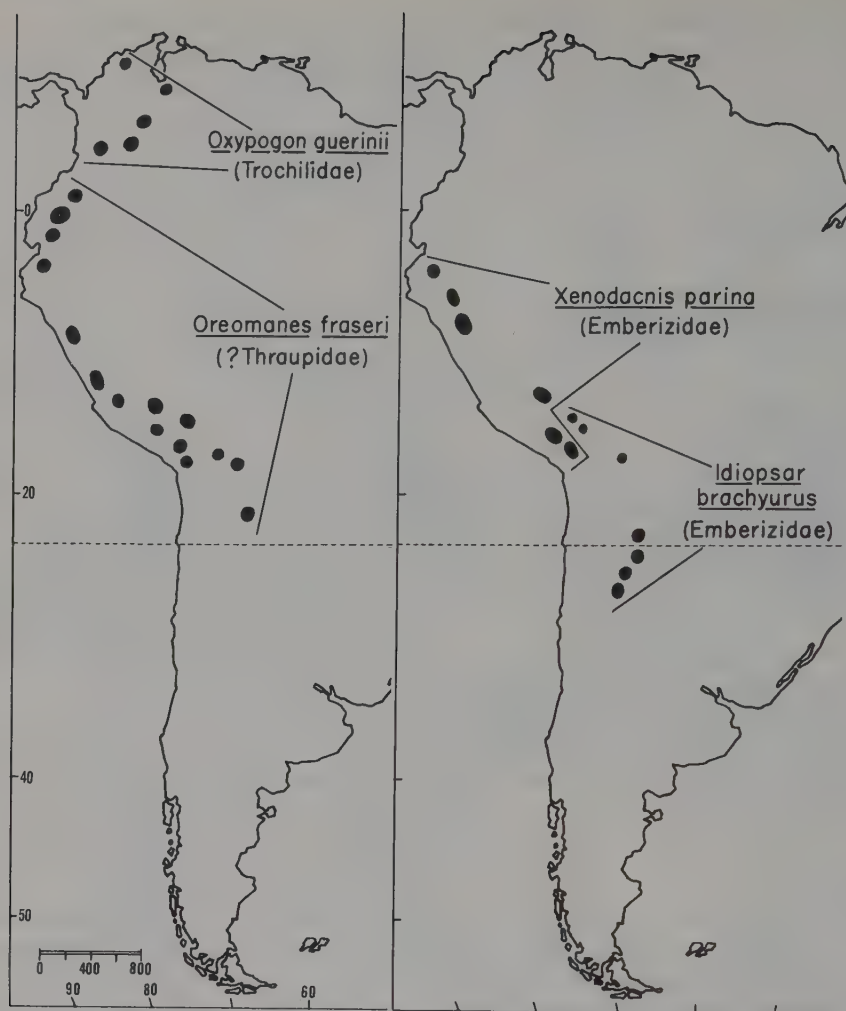 Oxypogon guerinii
(Trochilidae)
0
Oreomanes fraseri
(?Thraupidae)
20
40
50
0 400 800
90 80 70 60
Xenodacnis parina
(Emberizidae)
Idiopsar
brachyurus
(Emberizidae)